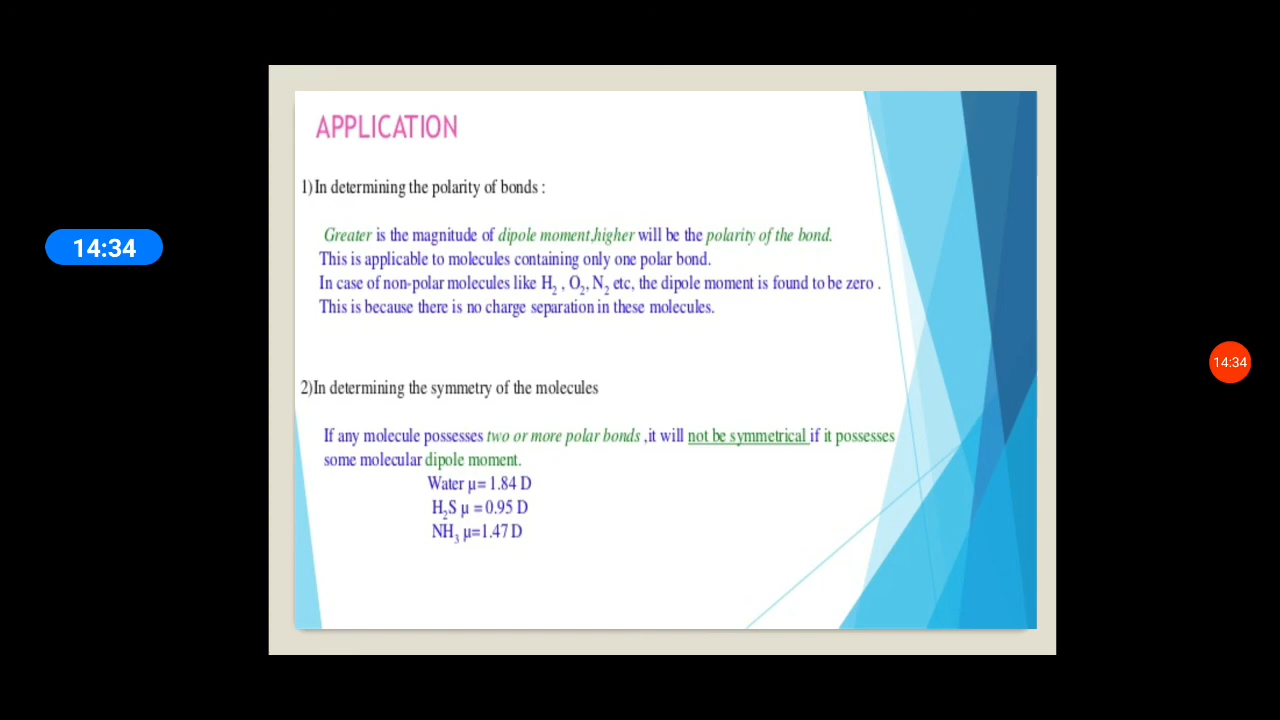 APPLICATION
1)In determining the polarity of bonds :
Greater is the magnitude of dipole moment,higher will be the polarity of the bond.
This is applicable to molecules containing only one polar bond.
In case of non-polar molecules like H₂ , O₂, N₂ etc, the dipole moment is found to be zero .
This is because there is no charge separation in these molecules.
14:34
14:34
2)In determining the symmetry of the molecules
If any molecule possesses two or more polar bonds ,it will not be symmetrical if it possesses
some molecular dipole moment.
Water μ= 1.84 D
H₂S μ =0.95 D
NH₃ μ=1.47 D